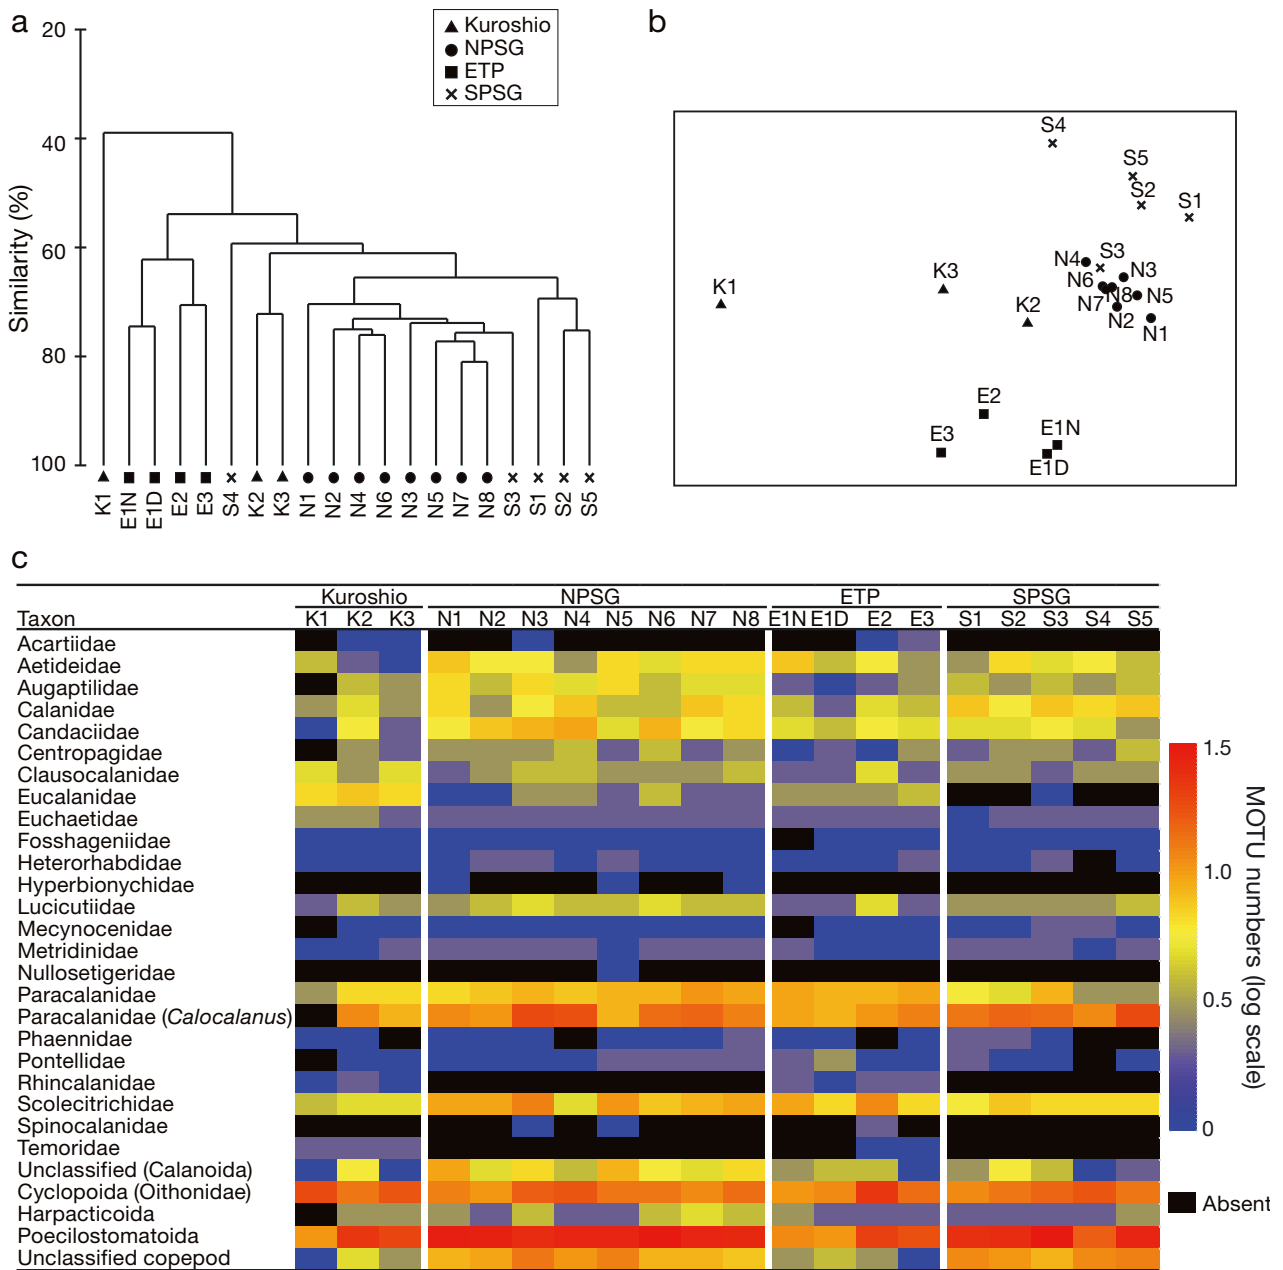 a
20
40
60
80
100
Similarity (%)
Kuroshio
NPSG
ETP
SPSG
K1 E1N E1D E2 E3 S4 K2 K3 N1 N2 N4 N6 N3 N5 N7 N8 S3 S1 S2 S5
b
S4
S5
S2
S1
S3
N4
N3
N6
K3
K1
N7
N8
N5
K2
N2
N1
E2
E3
E1N
E1D
c
Kuroshio NPSG ETP SPSG
Taxon K1 K2 K3 N1 N2 N3 N4 N5 N6 N7 N8 E1N E1D E2 E3 S1 S2 S3 S4 S5
Acartiidae
Aetideidae
Augaptilidae
Calanidae
Candaciidae
Centropagidae
Clausocalanidae
Eucalanidae
Euchaetidae
Fosshageniidae
Heterorhabdidae
Hyperbionychidae
Lucicutiidae
Mecynocenidae
Metridinidae
Nullosetigeridae
Paracalanidae
Paracalanidae (Calocalanus)
Phaennidae
Pontellidae
Rhincalanidae
Scolecitrichidae
Spinocalanidae
Temoridae
Unclassified (Calanoida)
Cyclopoida (Oithonidae)
Harpacticoida
Poecilostomatoida
Unclassified copepod
1.5
1.0
0.5
0
MOTU numbers (log scale)
Absent